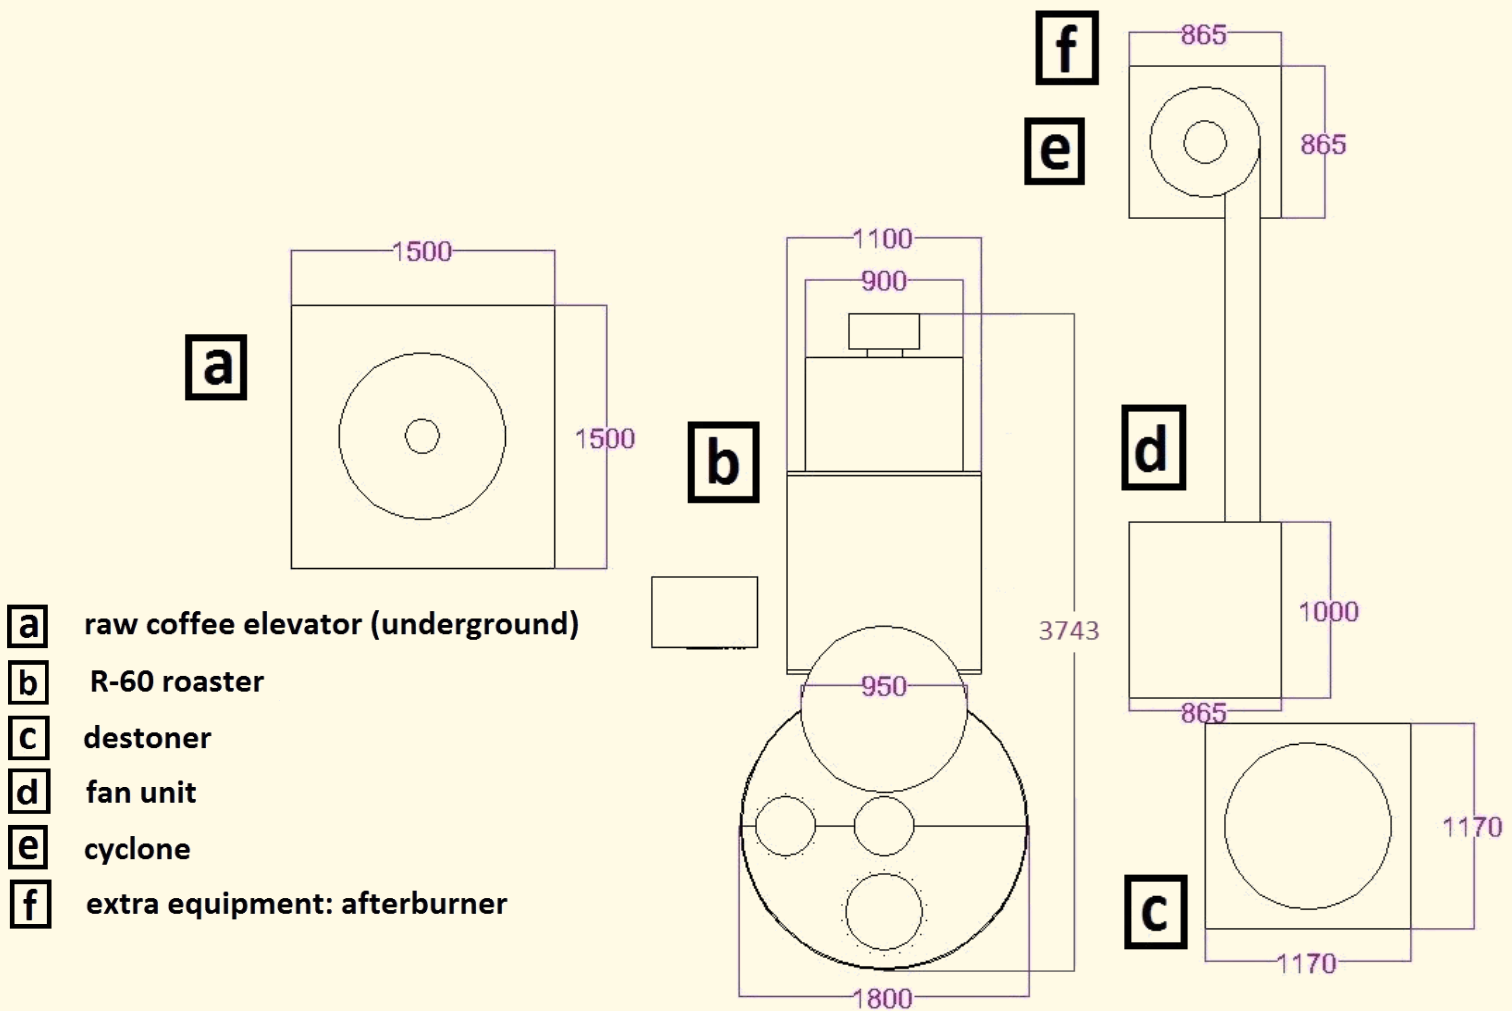 f
865
e
865
1100
1500
900
a
1500
d
b
a raw coffee elevator (underground)
1000
3743
b R-60 roaster
950
865
c destoner
d fan unit
1170
e cyclone
f extra equipment: afterburner
c
1170
1800